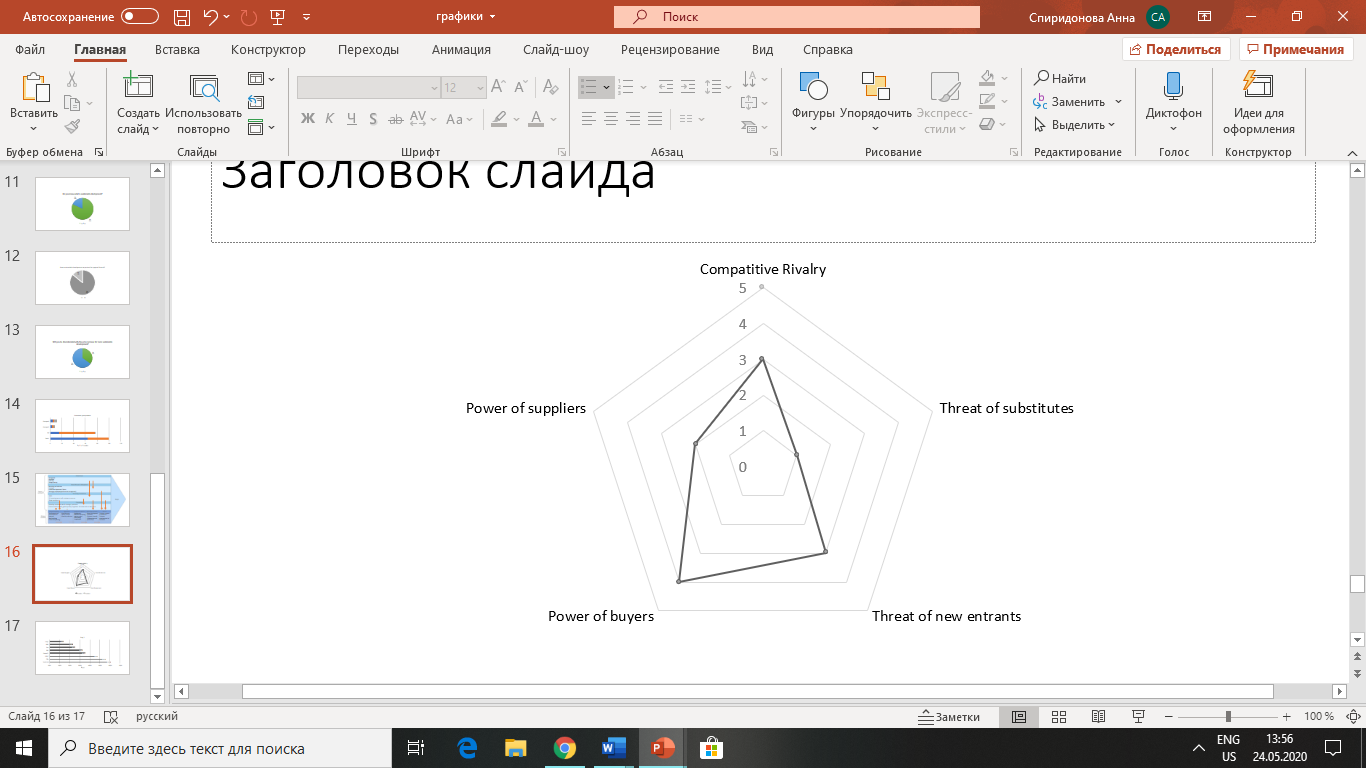 Автосохранение
графики
Поиск
Спиридонова Анна
СА
Файл
Главная
Вставка
Конструктор
Переходы
Анимация
Слайд-шоу
Рецензирование
Вид
Справка
Поделиться
Примечания
Вставить
Создать
слайд
Использовать
повторно
12
Ж К Ч S ab AV Aa
A
Фигуры
Упорядочить
Экспресс-
стили
Найти
Заменить
Выделить
Диктофон
Идеи для
оформления
Буфер обмена
Слайды
Шрифт
Абзац
Рисование
Редактирование
Голос
Конструктор
11
12
13
14
15
16
17
Заголовок слайда
Compatitive Rivalry
5
4
3
2
1
0
Power of suppliers
Threat of substitutes
Power of buyers
Threat of new entrants
Слайд 16 из 17
русский
Заметки
100 %
Введите здесь текст для поиска
ENG
US
13:56
24.05.2020